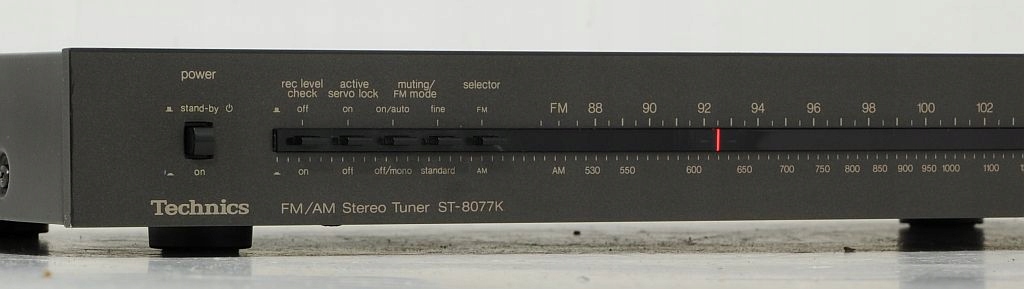 power
stand-by
on
rec level check
active servo lock
muting/ FM mode
selector
off on on/auto fine FM
on off off/mono standard AM
FM 88 90 92 94 96 98 100 102
AM 530 550 600 650 700 750 800 850 900 950 1000 1100
Technics FM/AM Stereo Tuner ST-8077K